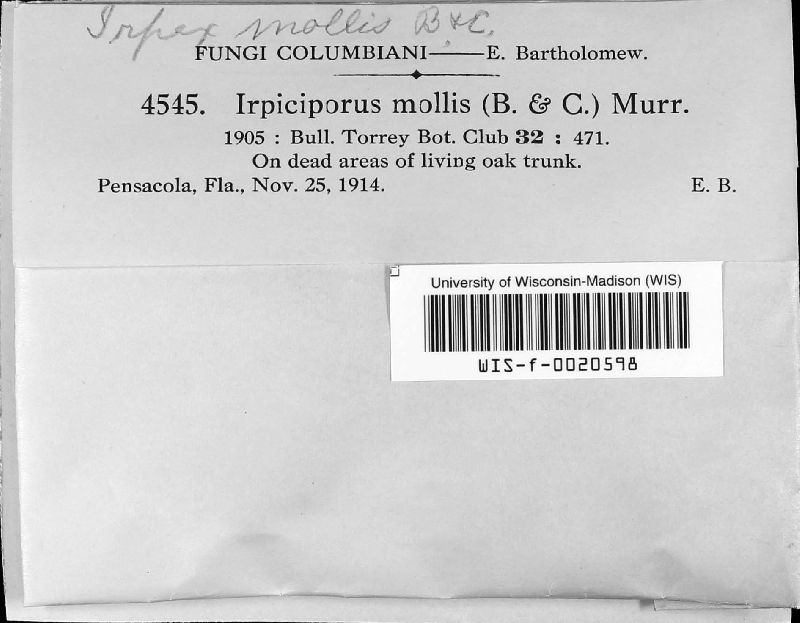 Irpex mollis B & C.
FUNGI COLUMBIANI——E. Bartholomew.
4545. Irpiciporus mollis (B. & C.) Murr.
1905 : Bull. Torrey Bot. Club 32 : 471.
On dead areas of living oak trunk.
Pensacola, Fla., Nov. 25, 1914. E. B.
University of Wisconsin-Madison (WIS)
WIS-f-0020598